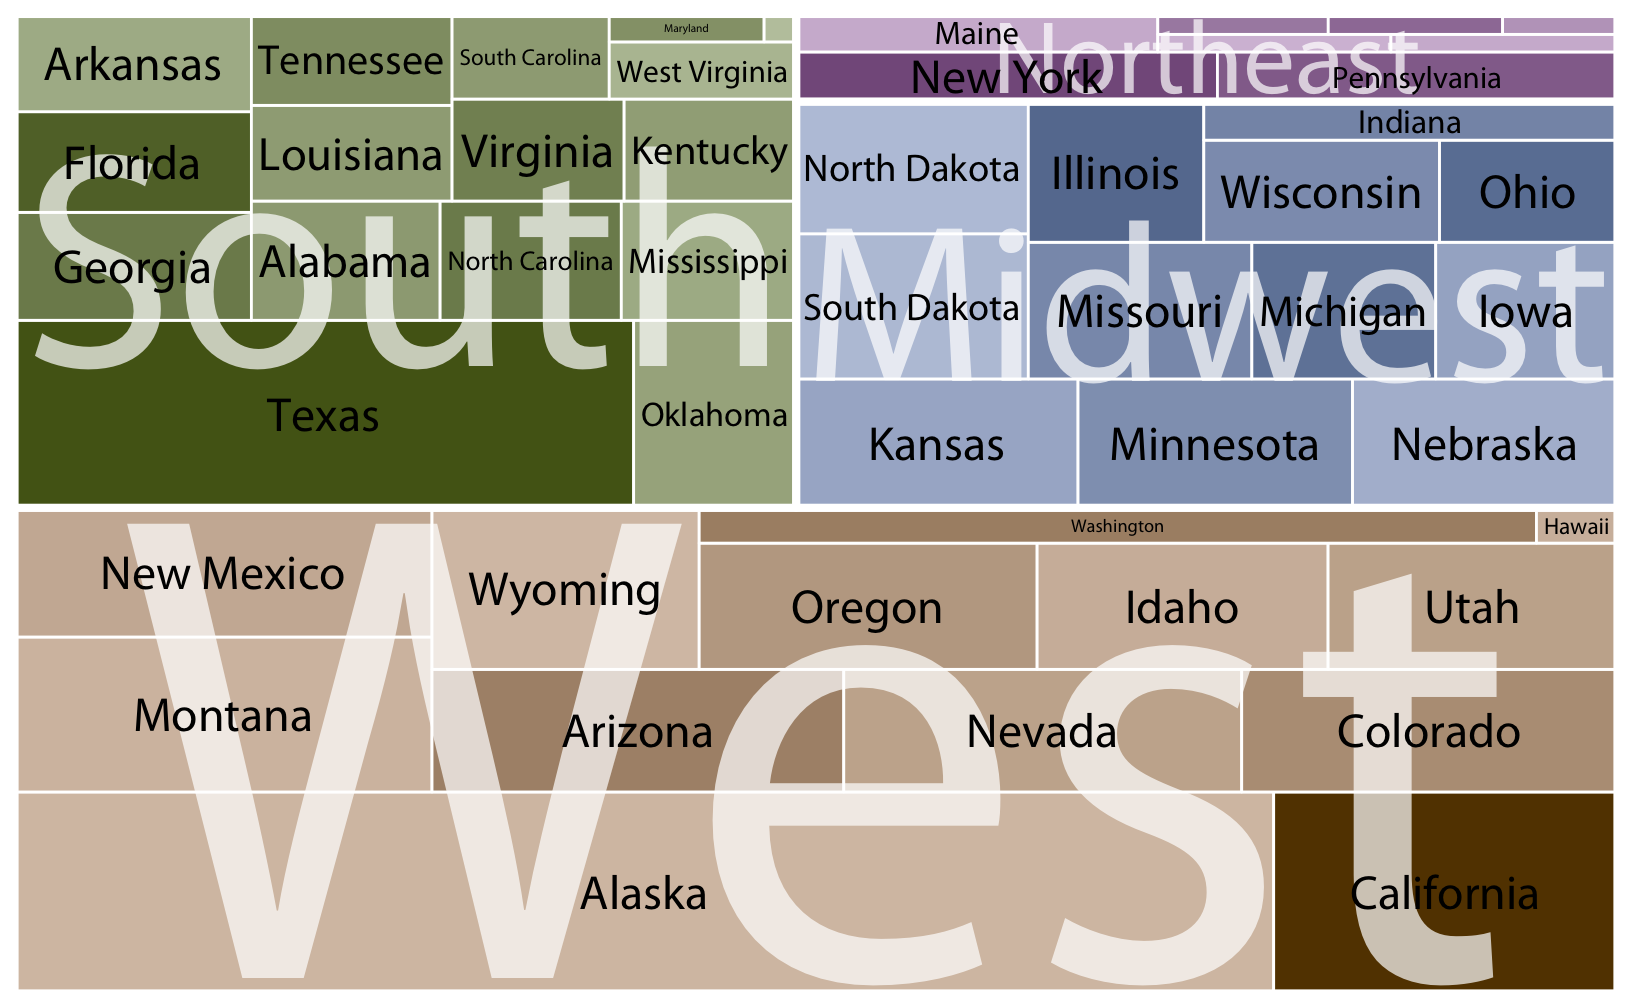 South
Arkansas
Tennessee
South Carolina
Maryland
West Virginia
Florida
Louisiana
Virginia
Kentucky
Georgia
Alabama
North Carolina
Mississippi
Texas
Oklahoma
Northeast
Maine
New York
Pennsylvania
Midwest
North Dakota
Illinois
Indiana
Wisconsin
Ohio
South Dakota
Missouri
Michigan
Iowa
Kansas
Minnesota
Nebraska
West
New Mexico
Wyoming
Washington
Hawaii
Oregon
Idaho
Utah
Montana
Arizona
Nevada
Colorado
Alaska
California